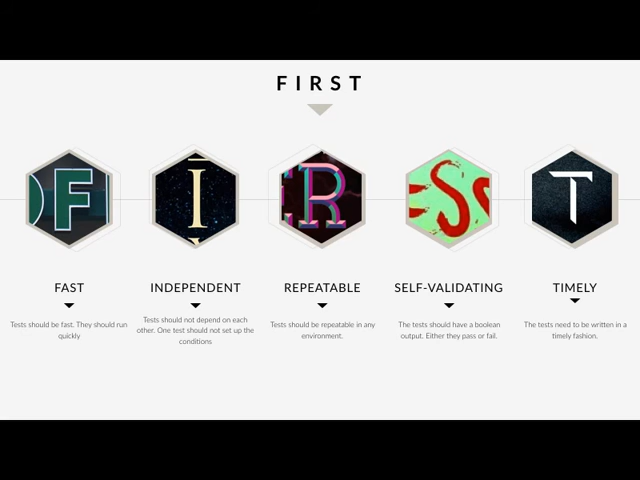 FIRST
F
I
R
S
T
FAST
INDEPENDENT
REPEATABLE
SELF-VALIDATING
TIMELY
Tests should be fast. They should run
quickly
Tests should not depend on each
other. One test should not set up the
conditions
Tests should be repeatable in any
environment.
The tests should have a boolean
output. Either they pass or fail.
The tests need to be written in a
timely fashion.